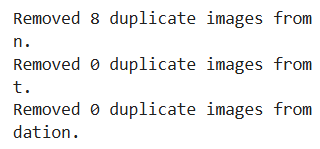 Removed 8 duplicate images from
n.
Removed 0 duplicate images from
t.
Removed 0 duplicate images from
dation.